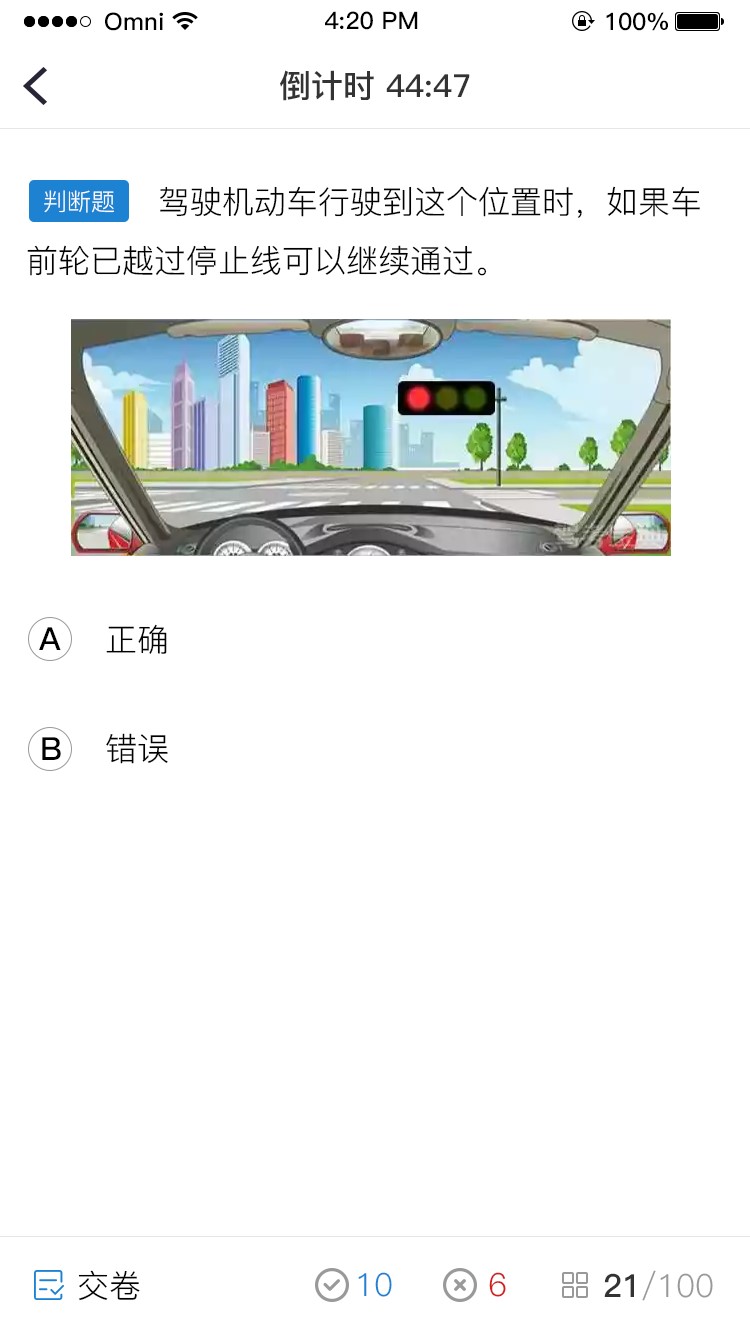 Omni 4:20 PM 100%
倒计时 44:47
判断题 驾驶机动车行驶到这个位置时，如果车
前轮已越过停止线可以继续通过。
A 正确
B 错误
交卷 10 6 21/100